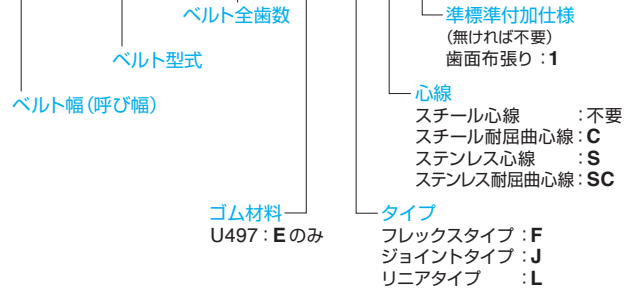 ベルト全歯数
準標準付加仕様
(無ければ不要)
歯面布張り：1
ベルト型式
ベルト幅(呼び幅)
心線
スチール心線：不要
スチール耐屈曲心線：C
ステンレス心線：S
ステンレス耐屈曲心線：SC
ゴム材料
U497：Eのみ
タイプ
フレックスタイプ：F
ジョイントタイプ：J
リニアタイプ：L